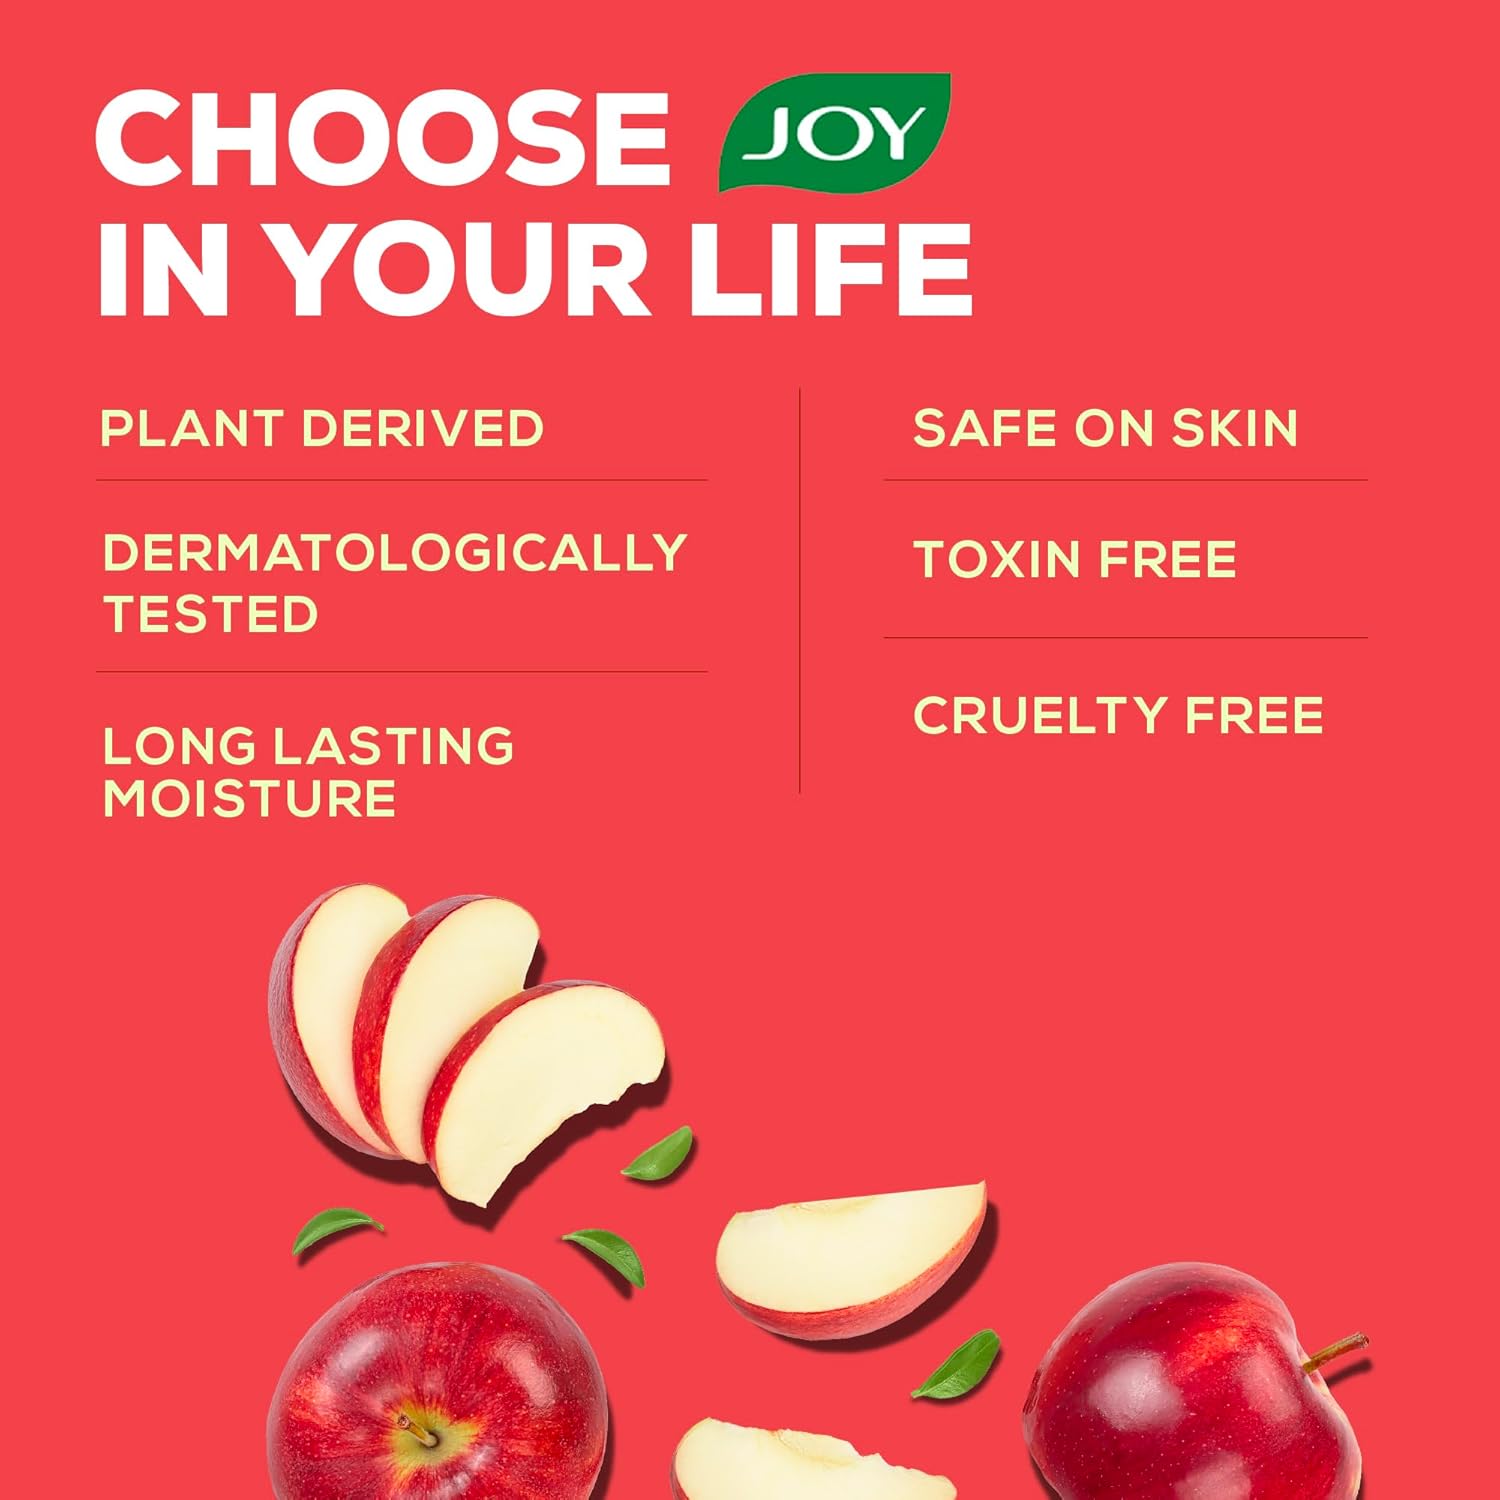 CHOOSE JOY
IN YOUR LIFE
PLANT DERIVED
DERMATOLOGICALLY
TESTED
LONG LASTING
MOISTURE
SAFE ON SKIN
TOXIN FREE
CRUELTY FREE